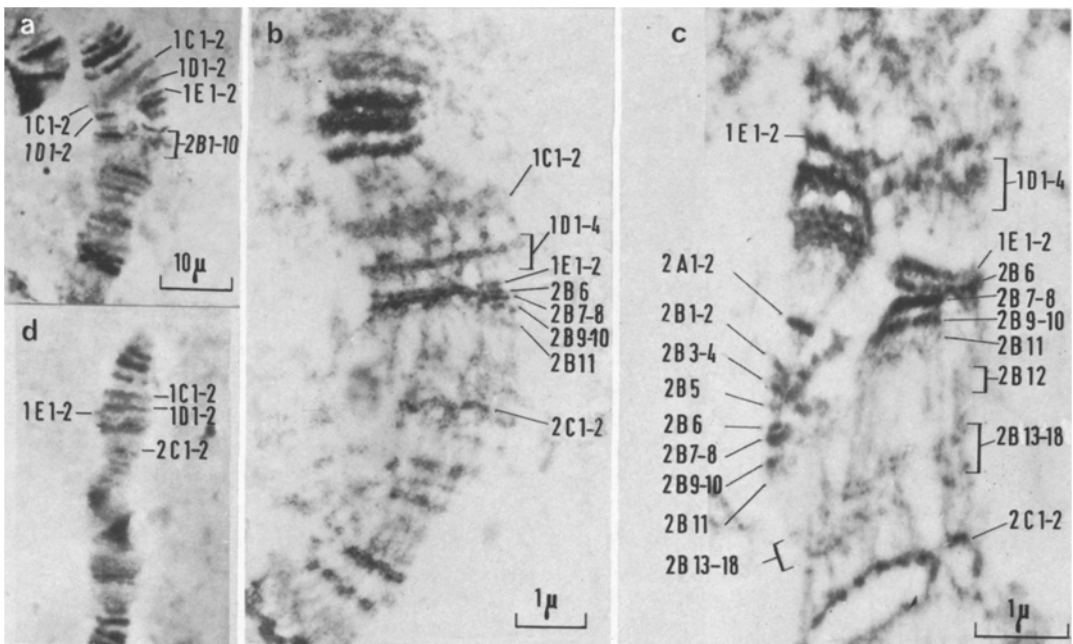 a
1C1-2
1D1-2
1E1-2
1C1-2
1D1-2
2B1-10
10μ
b
1C1-2
1D1-4
1E1-2
2B6
2B7-8
2B9-10
2B11
2C1-2
1μ
c
1E1-2
1D1-4
1E1-2
2B6
2B7-8
2B9-10
2B11
2B12
2B13-18
2C1-2
2A1-2
2B1-2
2B3-4
2B5
2B6
2B7-8
2B9-10
2B11
2B13-18
1μ
d
1C1-2
1D1-2
1E1-2
2C1-2